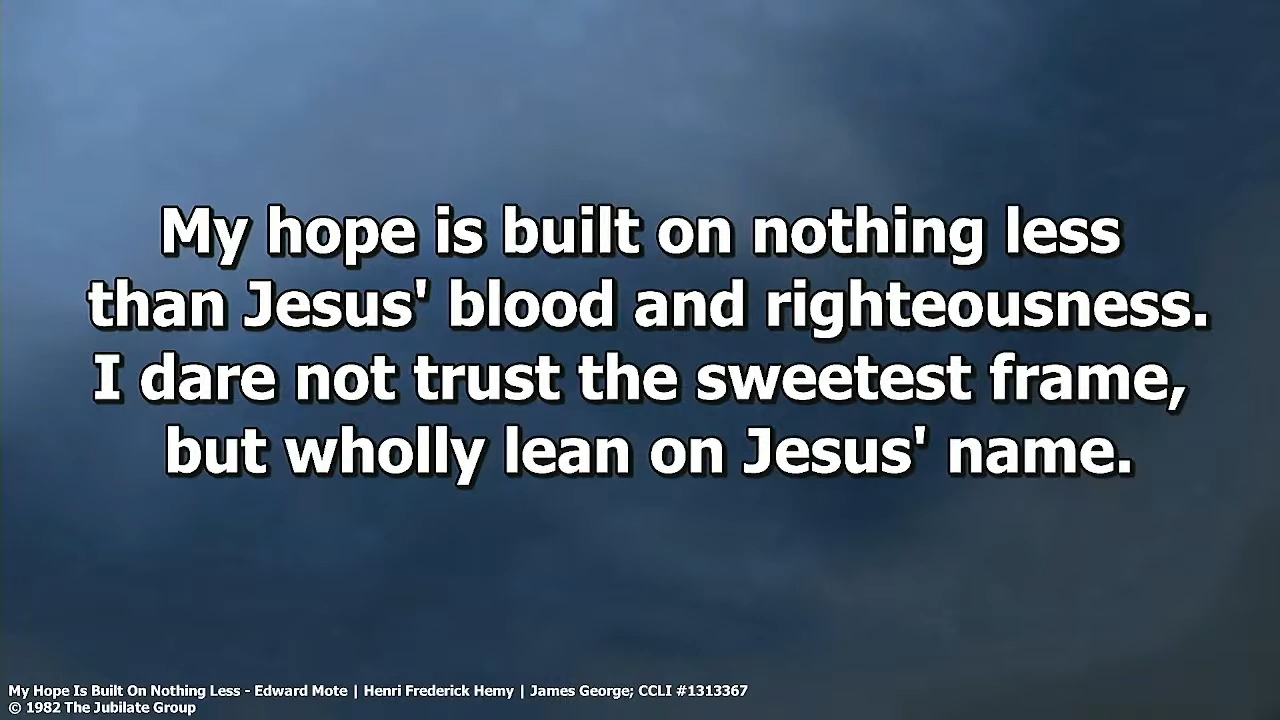 My hope is built on nothing less
than Jesus' blood and righteousness.
I dare not trust the sweetest frame,
but wholly lean on Jesus' name.
My Hope Is Built On Nothing Less - Edward Mote | Henri Frederick Hemy | James George; CCLI #1313367
© 1982 The Jubilate Group